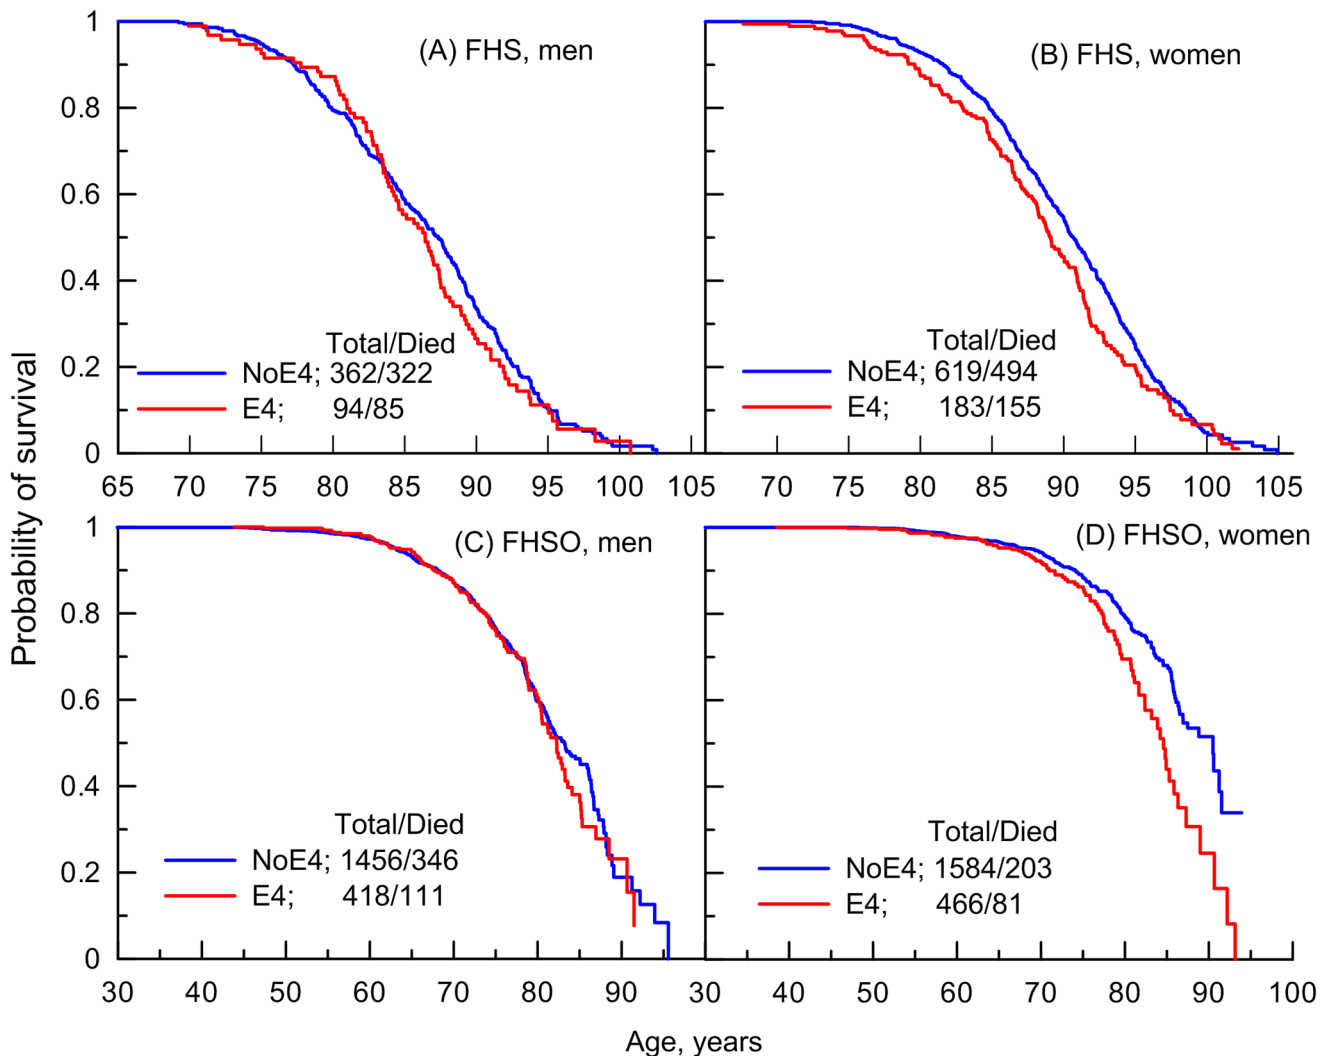 Probability of survival
1
0.8
0.6
0.4
0.2
0
(A) FHS, men
Total/Died
NoE4; 362/322
E4; 94/85
65 70 75 80 85 90 95 100 105
(B) FHS, women
Total/Died
NoE4; 619/494
E4; 183/155
70 75 80 85 90 95 100 105
1
0.8
0.6
0.4
0.2
0
(C) FHSO, men
Total/Died
NoE4; 1456/346
E4; 418/111
30 40 50 60 70 80 90
(D) FHSO, women
Total/Died
NoE4; 1584/203
E4; 466/81
30 40 50 60 70 80 90 100
Age, years